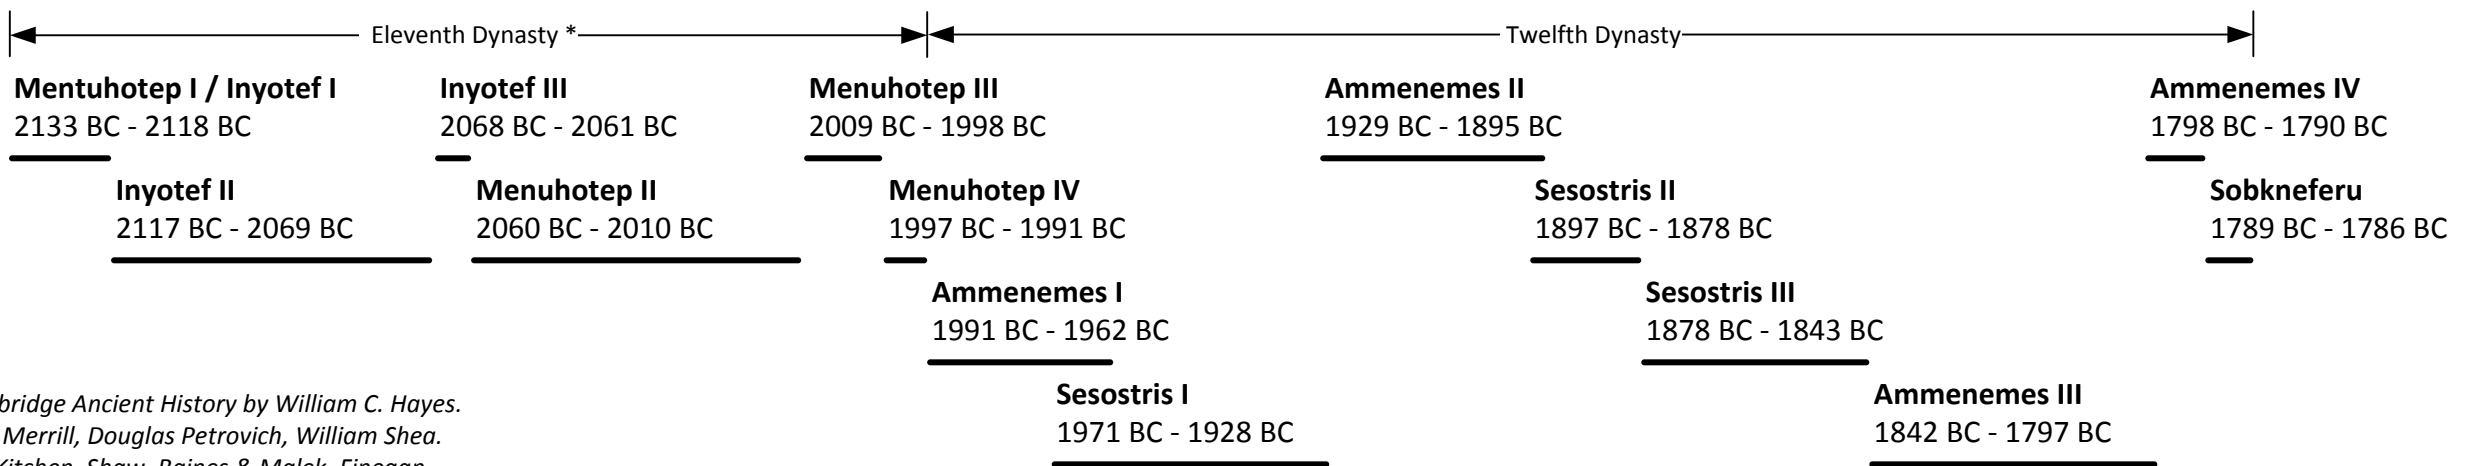 Eleventh Dynasty *
Twelfth Dynasty
Mentuhotep I / Inyotef I
2133 BC - 2118 BC
Inyotef III
2068 BC - 2061 BC
Menuhotep III
2009 BC - 1998 BC
Ammenemes II
1929 BC - 1895 BC
Ammenemes IV
1798 BC - 1790 BC
Inyotef II
2117 BC - 2069 BC
Menuhotep II
2060 BC - 2010 BC
Menuhotep IV
1997 BC - 1991 BC
Sesostris II
1897 BC - 1878 BC
Sobkneferu
1789 BC - 1786 BC
Ammenemes I
1991 BC - 1962 BC
Sesostris III
1878 BC - 1843 BC
Sesostris I
1971 BC - 1928 BC
Ammenemes III
1842 BC - 1797 BC
bridge Ancient History by William C. Hayes.
Merrill, Douglas Petrovich, William Shea.
Kitchen, Shaw, Baines & Malek, Finegan